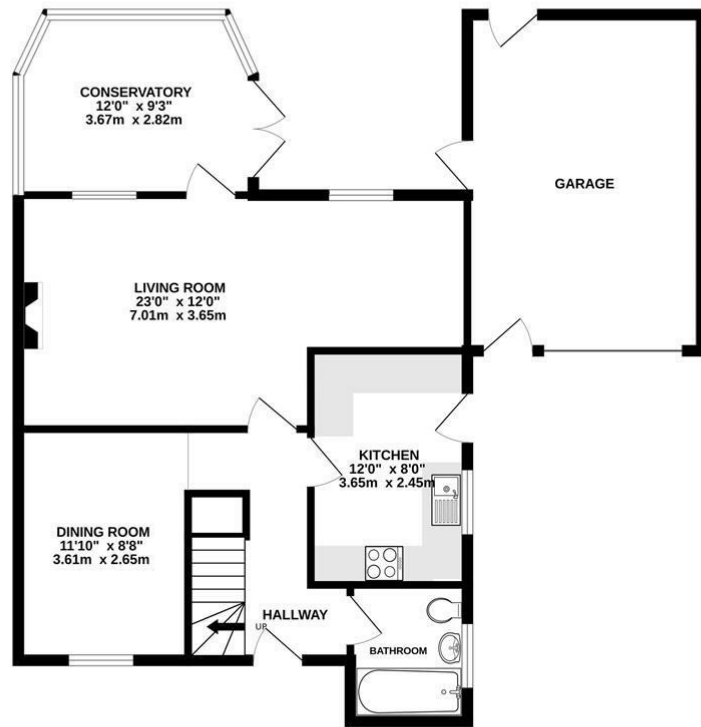 CONSERVATORY
12'0" x 9'3"
3.67m x 2.82m
GARAGE
LIVING ROOM
23'0" x 12'0"
7.01m x 3.65m
KITCHEN
12'0" x 8'0"
3.65m x 2.45m
DINING ROOM
11'10" x 8'8"
3.61m x 2.65m
HALLWAY
UP
BATHROOM